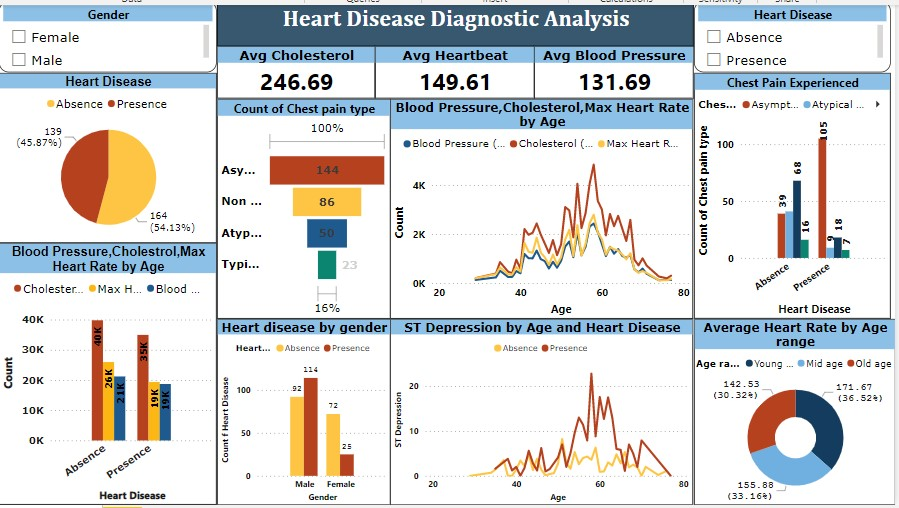 Gender
Female
Male
Heart Disease Diagnostic Analysis
Heart Disease
Absence
Presence
Avg Cholesterol
246.69
Avg Heartbeat
149.61
Avg Blood Pressure
131.69
Heart Disease
Absence Presence
139
(45.87%)
164
(54.13%)
Count of Chest pain type
100%
Asy... 144
Non ... 86
Atyp... 50
Typi... 23
16%
Blood Pressure,Cholesterol,Max Heart Rate
by Age
Blood Pressure (... Cholesterol (... Max Heart R...
Count
4K
2K
0K
20 40 60 80
Age
Chest Pain Experienced
Ches... Asympt... Atypical ...
Count of Chest pain type
100
50
0
39 68 16
105 9 18 7
Absence Presence
Heart Disease
Blood Pressure,Cholestrol,Max
Heart Rate by Age
Cholester... Max H... Blood ...
Count
40K
30K
20K
10K
0K
40K 26K 21K
35K 19K 19K
Absence Presence
Heart Disease
Heart disease by gender
Heart... Absence Presence
Count f Heart Disease
100
50
0
92 114 72 25
Male Female
Gender
ST Depression by Age and Heart Disease
Absence Presence
ST Depression
20
10
0
20 40 60 80
Age
Average Heart Rate by Age
range
Age ra... Young ... Mid age Old age
142.53
(30.32%)
171.67
(36.52%)
155.88
(33.16%)